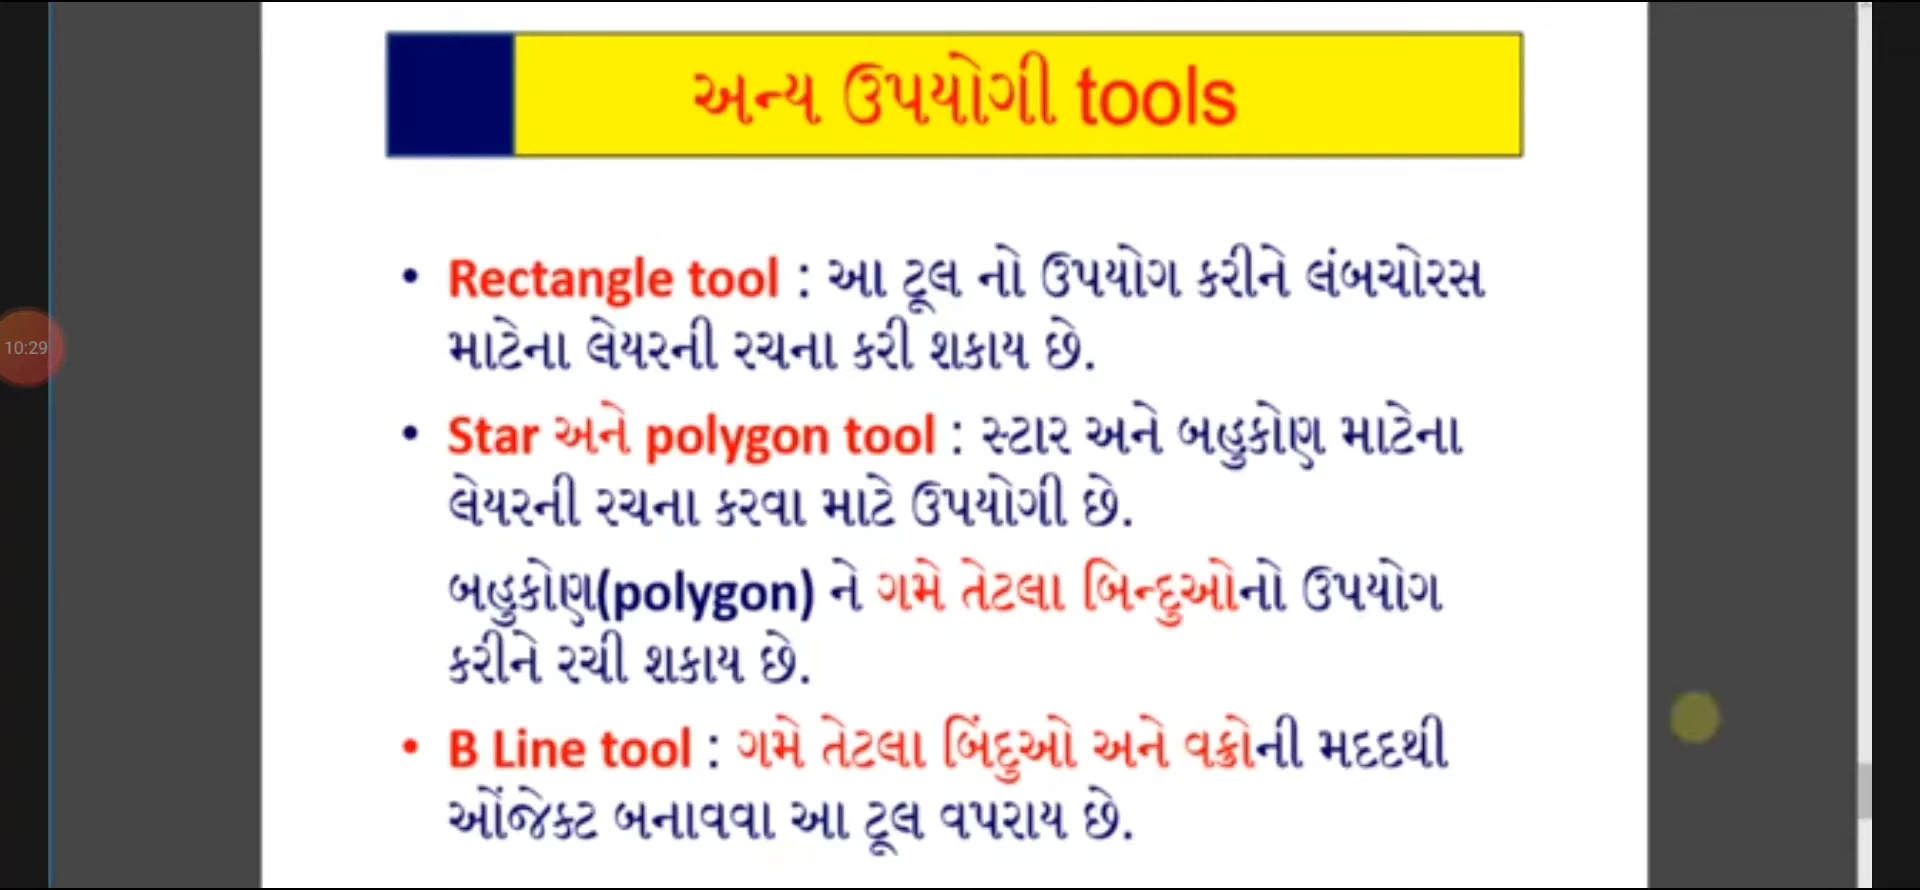 અન્ય ઉપયોગી tools
• Rectangle tool : આ ટૂલ નો ઉપયોગ કરીને લંબચોરસ
માટેના લેયરની રચના કરી શકાય છે.
• Star અને polygon tool : સ્ટાર અને બહુકોણ માટેના
લેયરની રચના કરવા માટે ઉપયોગી છે.
બહુકોણ(polygon) ને ગમે તેટલા બિન્દુઓનો ઉપયોગ
કરીને રચી શકાય છે.
10:29
• B Line tool : ગમે તેટલા બિંદુઓ અને વક્રોની મદદથી
ઓંજેક્ટ બનાવવા આ ટૂલ વપરાય છે.